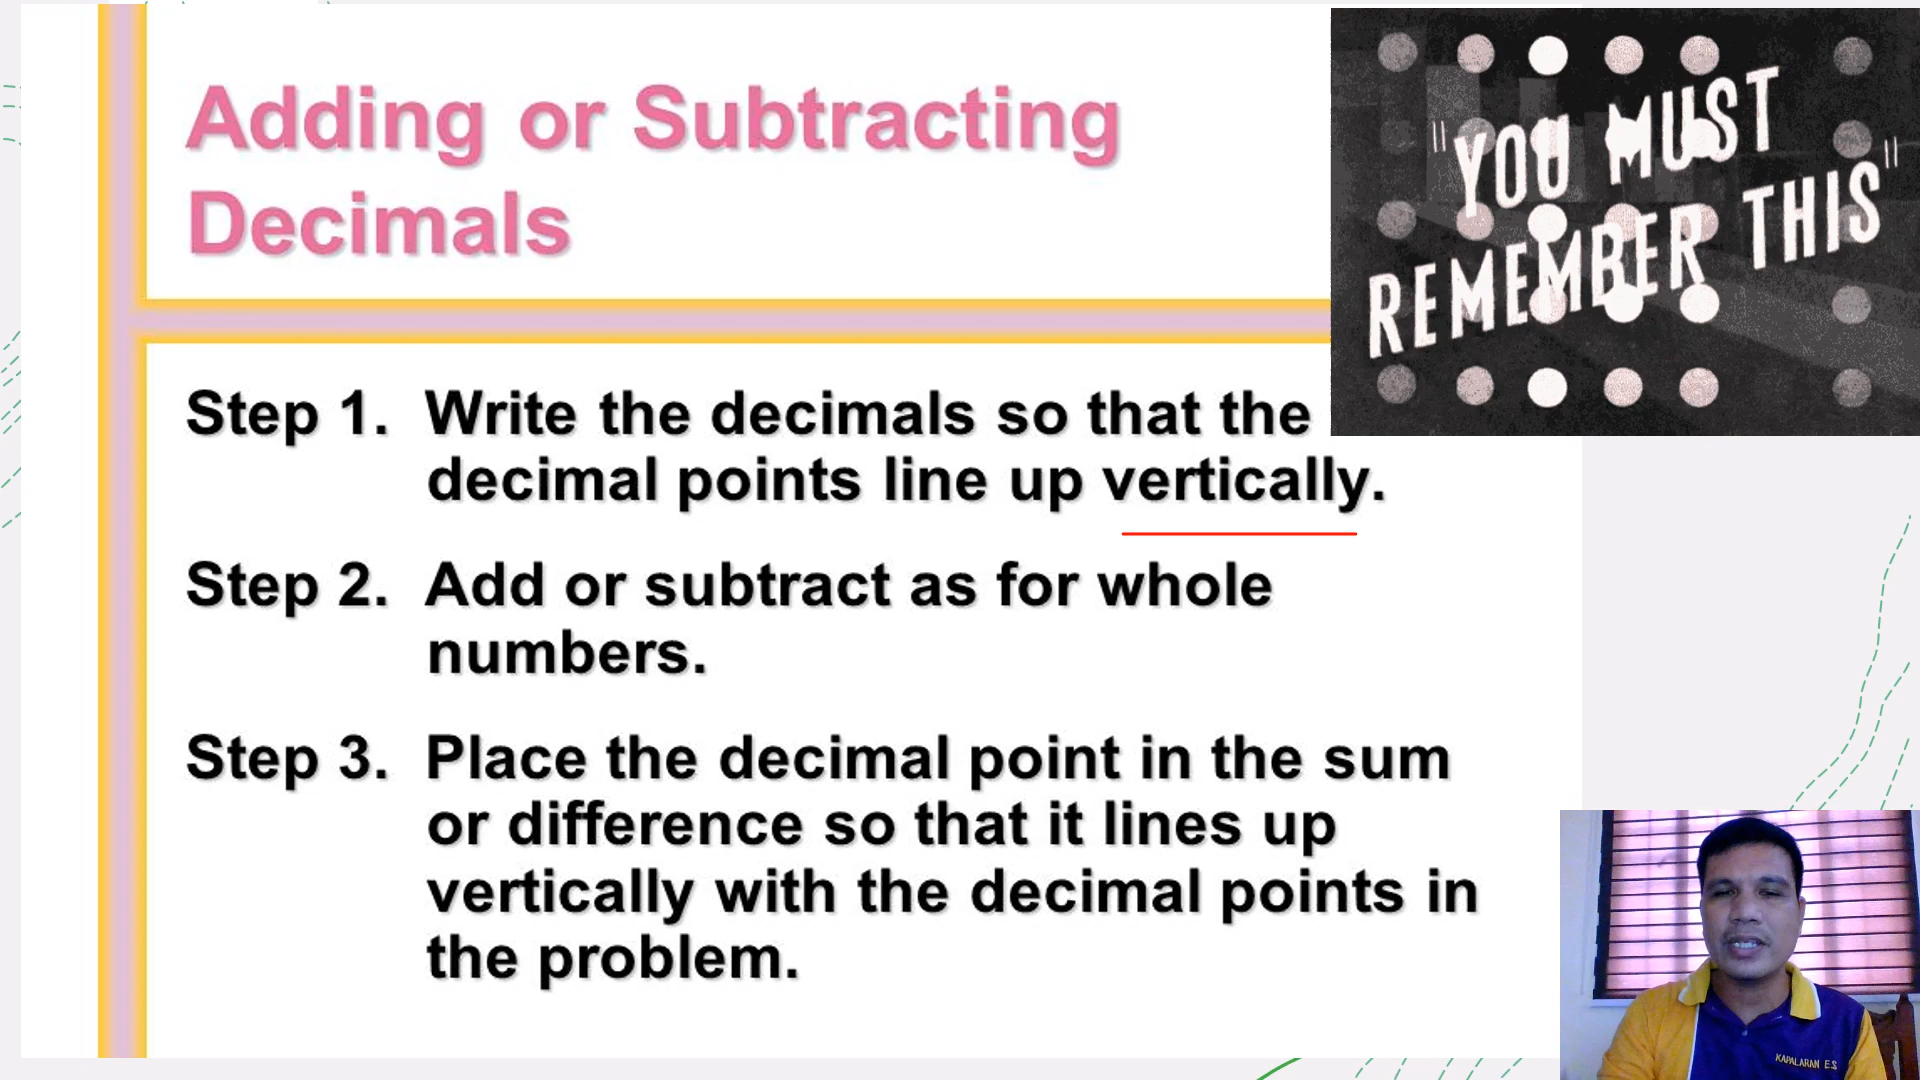 Adding or Subtracting
Decimals
"YOU MUST
REMEMBER THIS"
Step 1. Write the decimals so that the
decimal points line up vertically.
Step 2. Add or subtract as for whole
numbers.
Step 3. Place the decimal point in the sum
or difference so that it lines up
vertically with the decimal points in
the problem.
KAPALARAN E.S